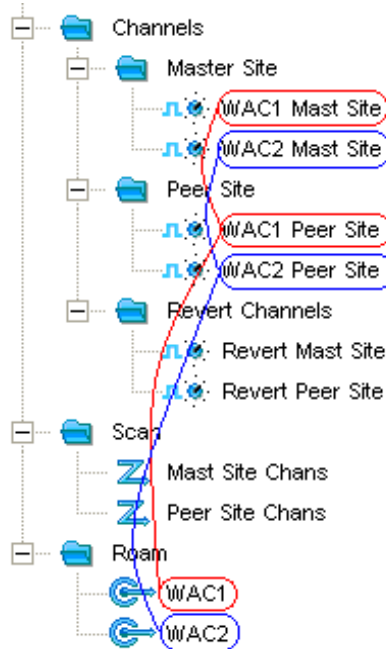 Channels
Master Site
WAC1 Mast Site
WAC2 Mast Site
Peer Site
WAC1 Peer Site
WAC2 Peer Site
Revert Channels
Revert Mast Site
Revert Peer Site
Scan
Mast Site Chans
Peer Site Chans
Roam
WAC1
WAC2